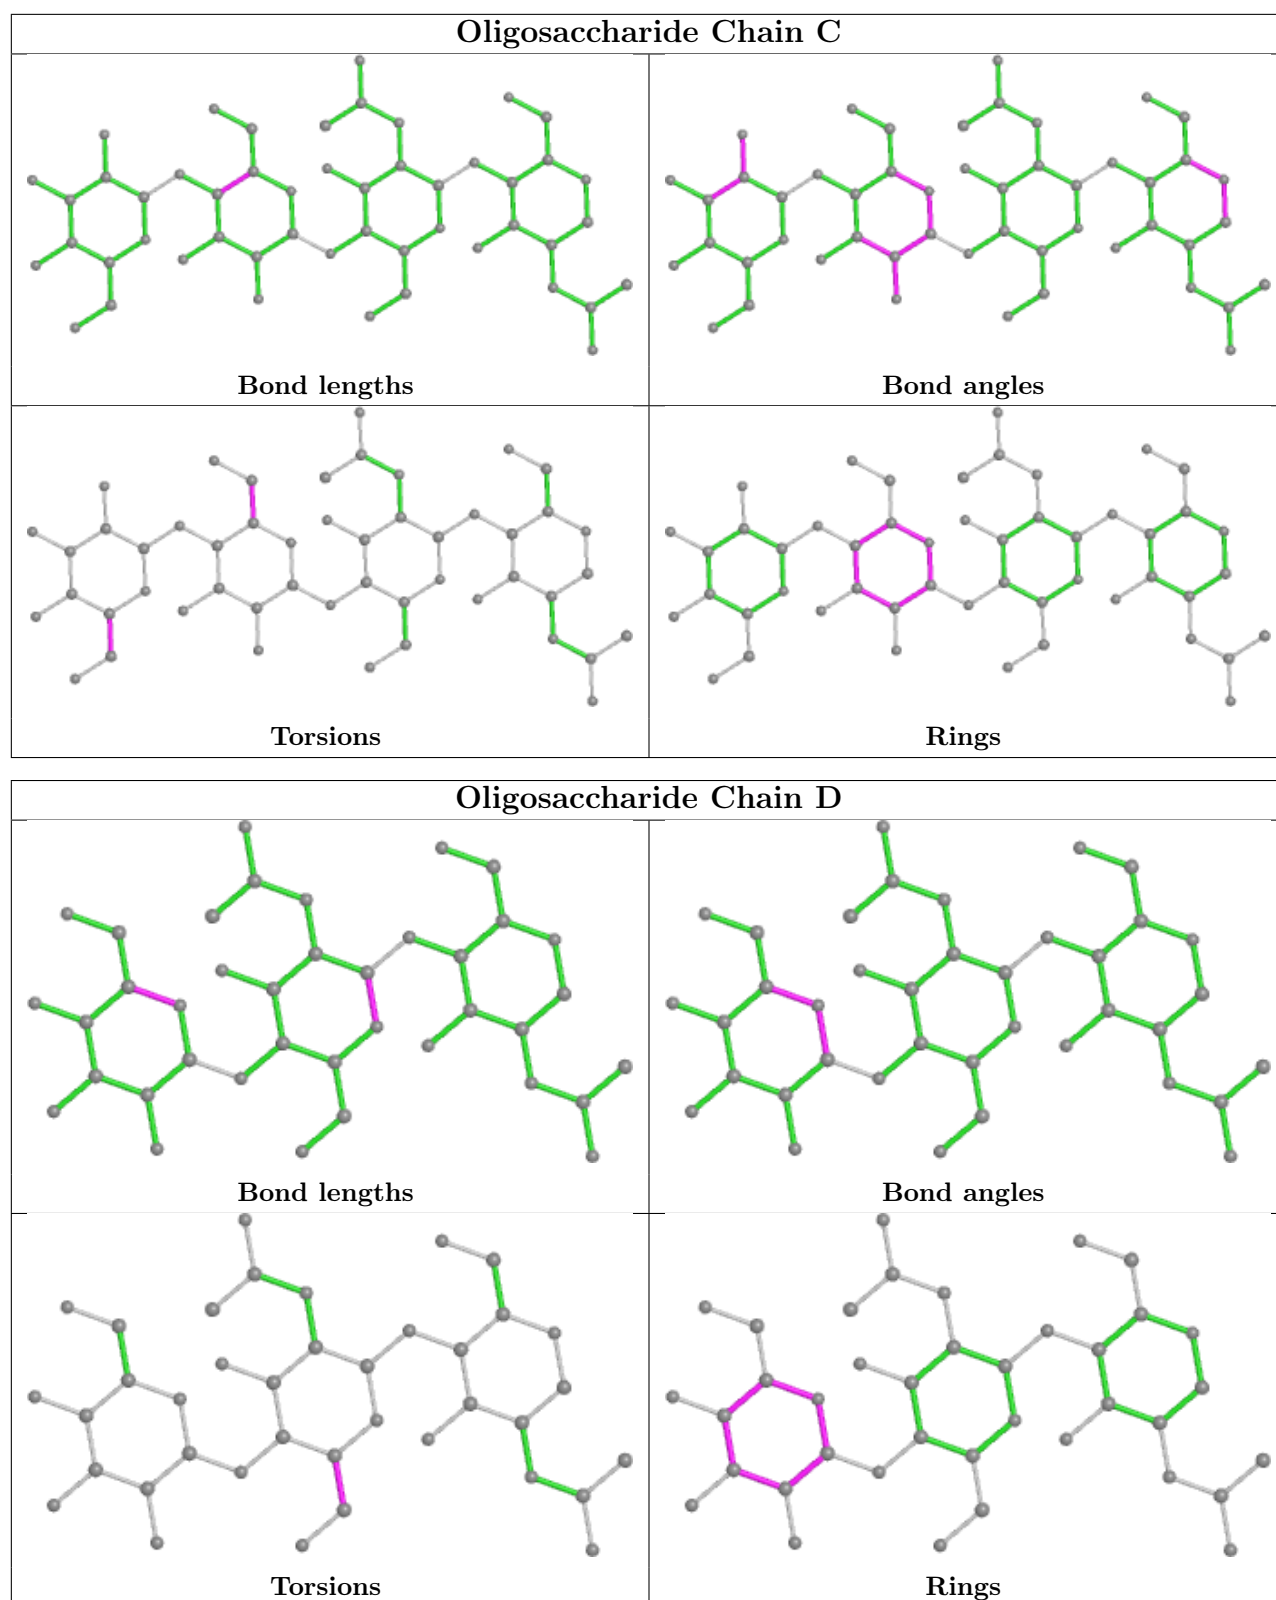 Oligosaccharide Chain C
Bond lengths Bond angles
Torsions Rings
Oligosaccharide Chain D
Bond lengths Bond angles
Torsions Rings